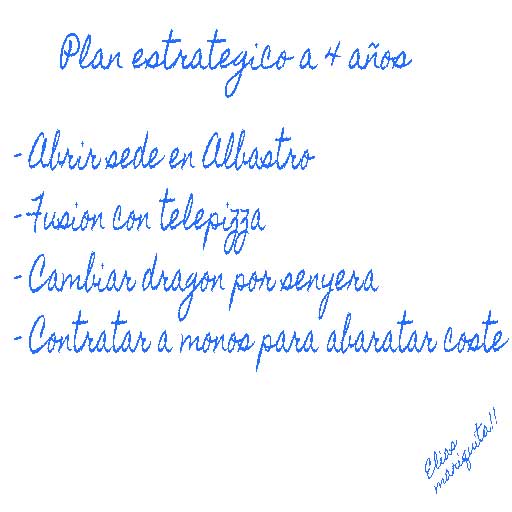 Plan estrategico a 4 años
- Abrir sede en Albastro
- Fusion con telepizza
- Cambiar dragon por senyera
- Contratar a monos para abaratar coste
Elias
mariquita!!